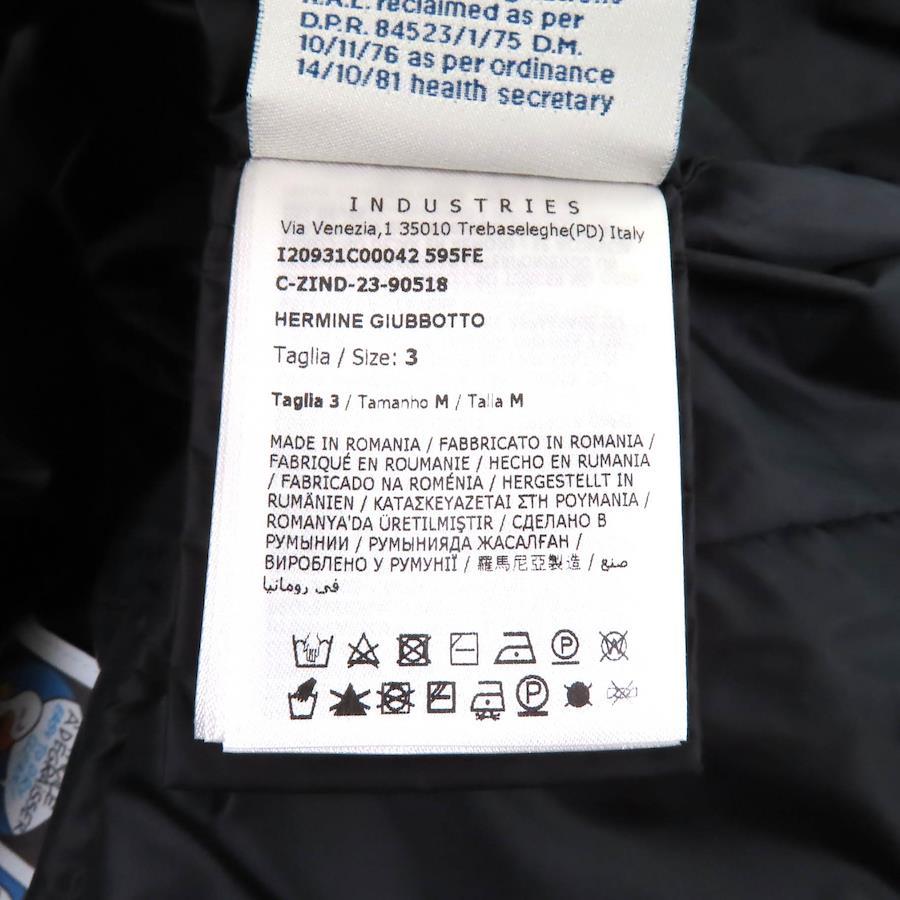 R.A.L. reclaimed as per
D.P.R. 84523/1/75 D.M.
10/11/76 as per ordinance
14/10/81 health secretary
INDUSTRIES
Via Venezia,1 35010 Trebaseleghe(PD) Italy
I20931C00042 595FE
C-ZIND-23-90518
HERMINE GIUBBOTTO
Taglia / Size: 3
Taglia 3 / Tamanho M / Talla M
MADE IN ROMANIA / FABBRICATO IN ROMANIA /
FABRIQUÉ EN ROUMANIE / HECHO EN RUMANIA
/ FABRICADO NA ROMÉNIA / HERGESTELLT IN
RUMÄNIEN / ΚΑΤΑΣΚΕΥΑΖΕΤΑΙ ΣΤΗ ΡΟΥΜΑΝΙΑ /
ROMANYA'DA ÜRETILMIŞTIR / СДЕЛАНО В
РУМЫНИИ / РУМЫНИЯДА ЖАСАЛҒАН /
ВИРОБЛЕНО У РУМУНІЇ / 羅馬尼亞製造 / صنع
في رومانيا
P W
P
A DESSINE